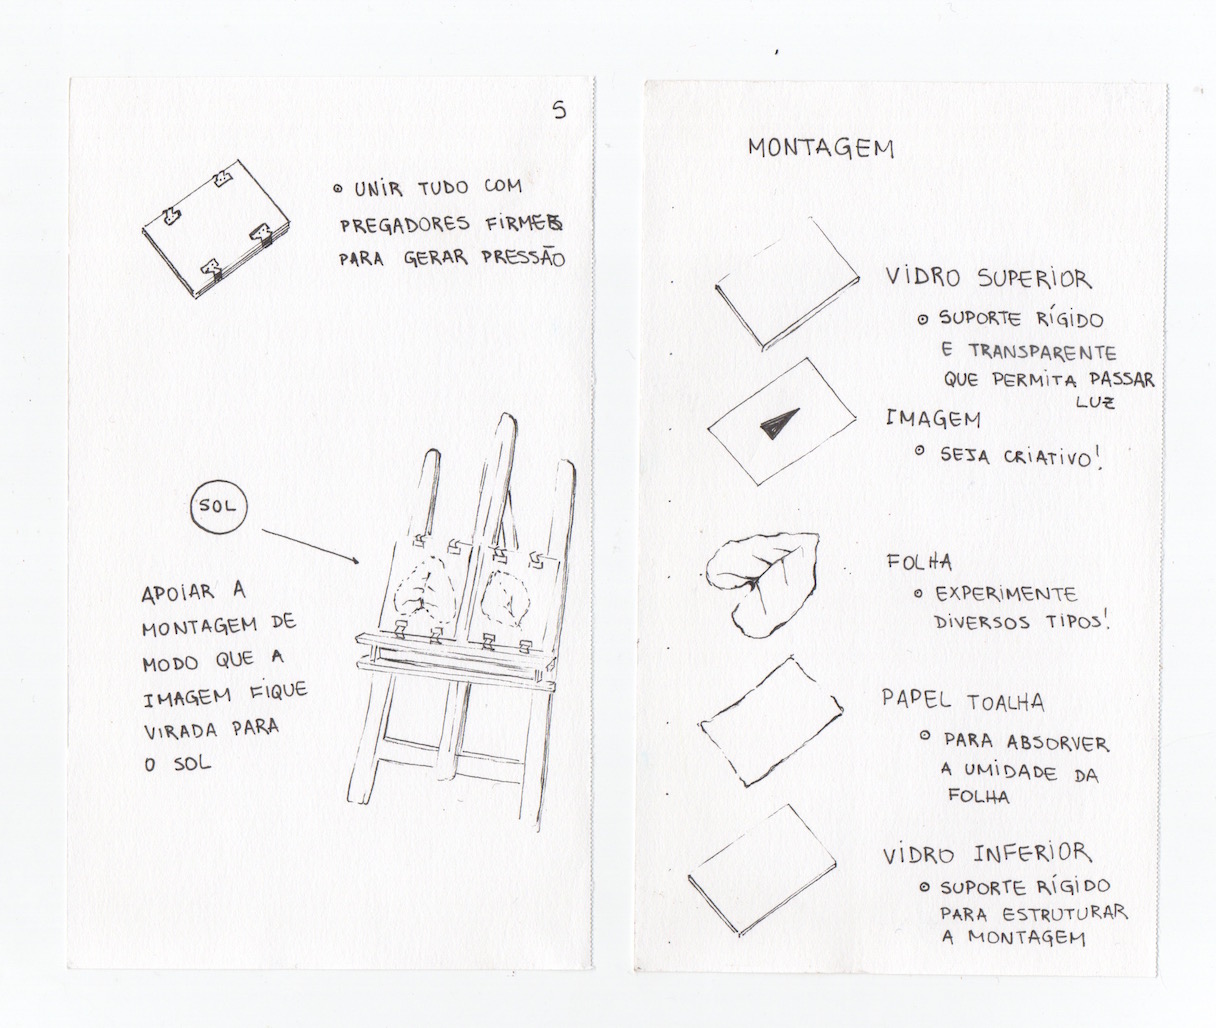 5
⊙ UNIR TUDO COM
PREGADORES FIRMES
PARA GERAR PRESSÃO
SOL
APOIAR A
MONTAGEM DE
MODO QUE A
IMAGEM FIQUE
VIRADA PARA
O SOL
MONTAGEM
VIDRO SUPERIOR
⊙ SUPORTE RÍGIDO
E TRANSPARENTE
QUE PERMITA PASSAR
LUZ
IMAGEM
⊙ SEJA CRIATIVO!
FOLHA
⊙ EXPERIMENTE
DIVERSOS TIPOS!
PAPEL TOALHA
⊙ PARA ABSORVER
A UMIDADE DA
FOLHA
VIDRO INFERIOR
⊙ SUPORTE RÍGIDO
PARA ESTRUTURAR
A MONTAGEM